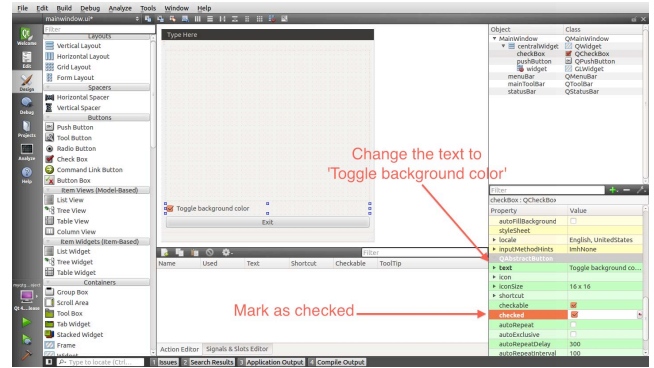 File Edit Build Debug Analyze Tools Window Help
mainwindow.ui*
Welcome
Edit
Design
Debug
Projects
Analyze
Help
Filter
Layouts
Vertical Layout
Horizontal Layout
Grid Layout
Form Layout
Spacers
Horizontal Spacer
Vertical Spacer
Buttons
Push Button
Tool Button
Radio Button
Check Box
Command Link Button
Button Box
Item Views (Model-Based)
List View
Tree View
Table View
Column View
Item Widgets (Item-Based)
List Widget
Tree Widget
Table Widget
Containers
Group Box
Scroll Area
Tool Box
Tab Widget
Stacked Widget
Frame
Widget
Type Here
Toggle background color
Exit
Filter
Name Used Text Shortcut Checkable ToolTip
Action Editor Signals & Slots Editor
Change the text to
'Toggle background color'
Mark as checked
Object Class
MainWindow QMainWindow
centralWidget QWidget
checkBox QCheckBox
pushButton QPushButton
widget GLWidget
menuBar QMenuBar
mainToolBar QToolBar
statusBar QStatusBar
Filter
checkBox : QCheckBox
Property Value
autoFillBackground
styleSheet
locale English, UnitedStates
inputMethodHints ImhNone
QAbstractButton
text Toggle background co...
icon
iconSize 16 x 16
shortcut
checkable
checked
autoRepeat
autoExclusive
autoRepeatDelay 300
autoRepeatInterval 100
Type to locate (Ctrl...
1 Issues 2 Search Results 3 Application Output 4 Compile Output